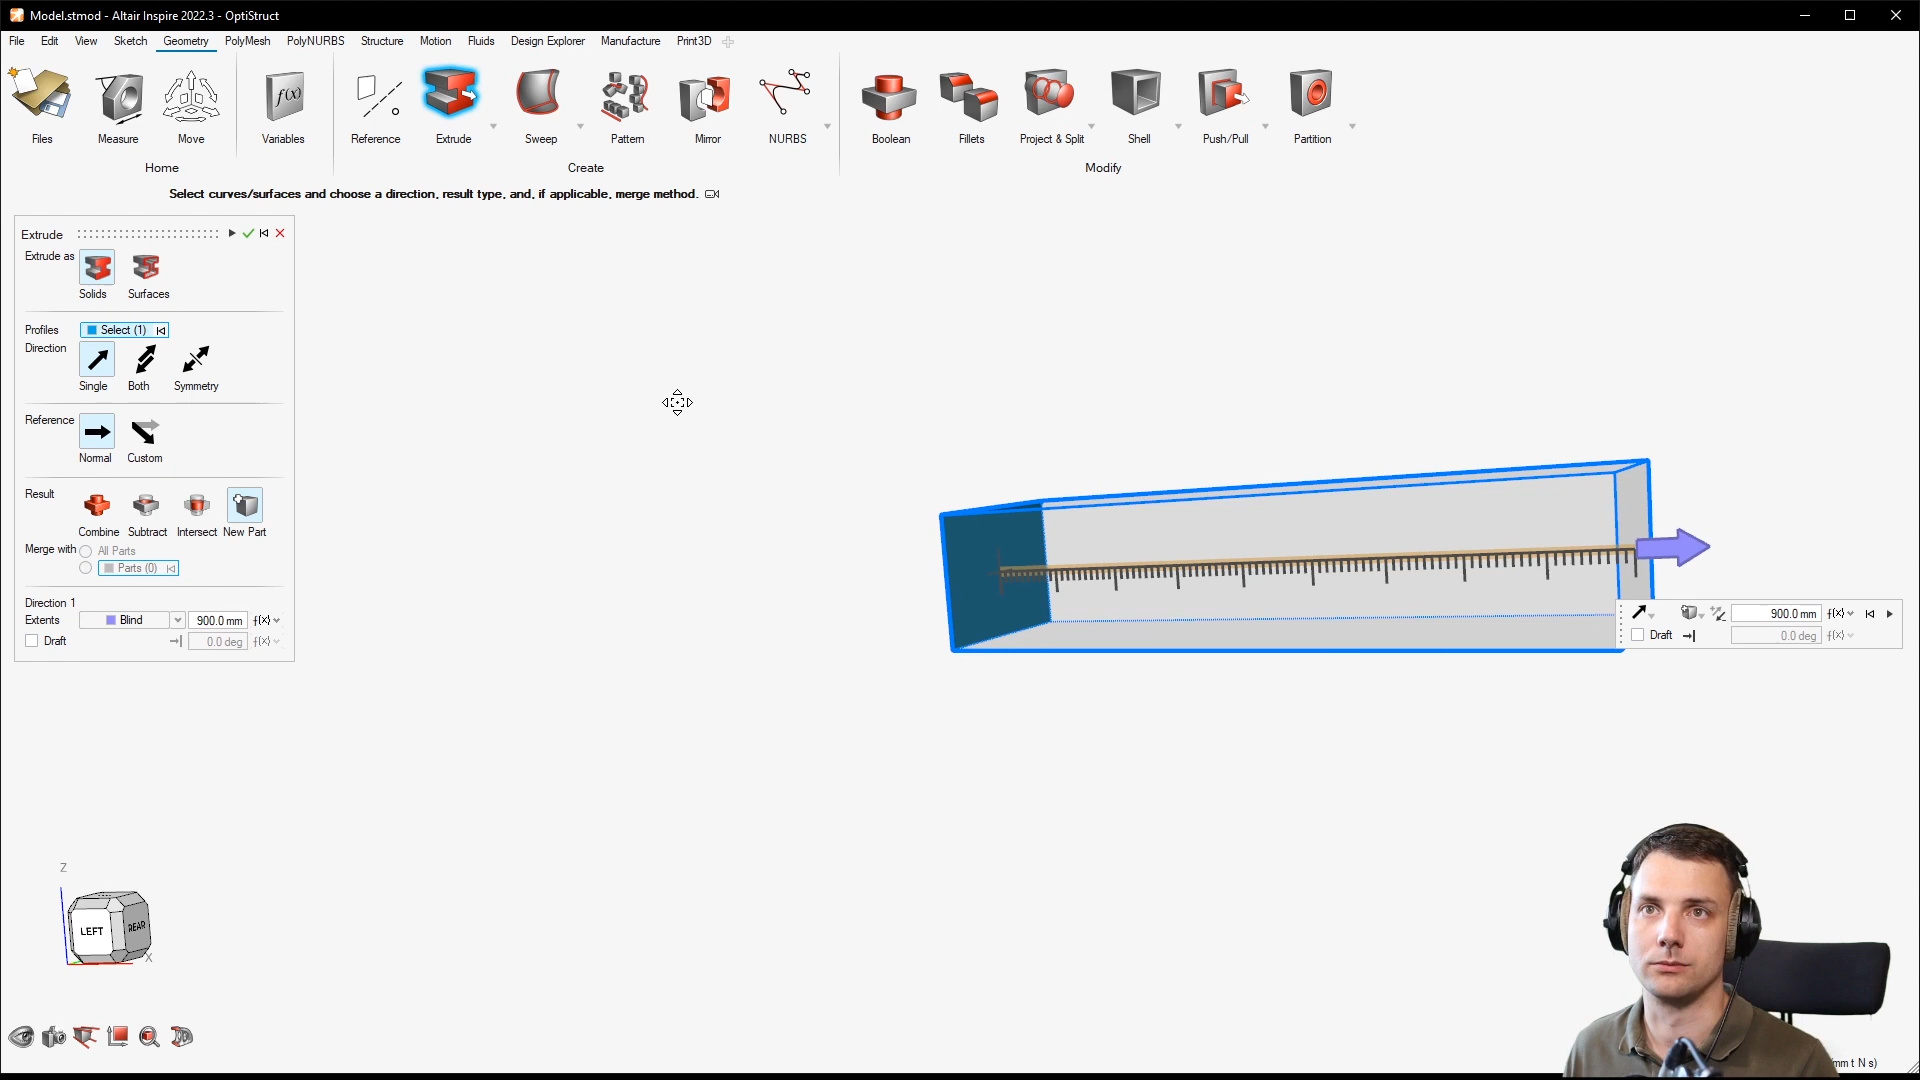 Model.stmod - Altair Inspire 2022.3 - OptiStruct
File Edit View Sketch Geometry PolyMesh PolyNURBS Structure Motion Fluids Design Explorer Manufacture Print3D
f(x)
Files Measure Move Variables Reference Extrude Sweep Pattern Mirror NURBS Boolean Fillets Project & Split Shell Push/Pull Partition
Home Create Modify
Select curves/surfaces and choose a direction, result type, and, if applicable, merge method.
Extrude
Extrude as
Solids Surfaces
Profiles Select (1)
Direction
Single Both Symmetry
Reference
Normal Custom
Result
Combine Subtract Intersect New Part
Merge with All Parts
Parts (0)
Direction 1
Extents Blind 900.0 mm f(x)
Draft 0.0 deg f(x)
900.0 mm f(x)
Draft 0.0 deg f(x)
Z
LEFT REAR
X
mm t N s)